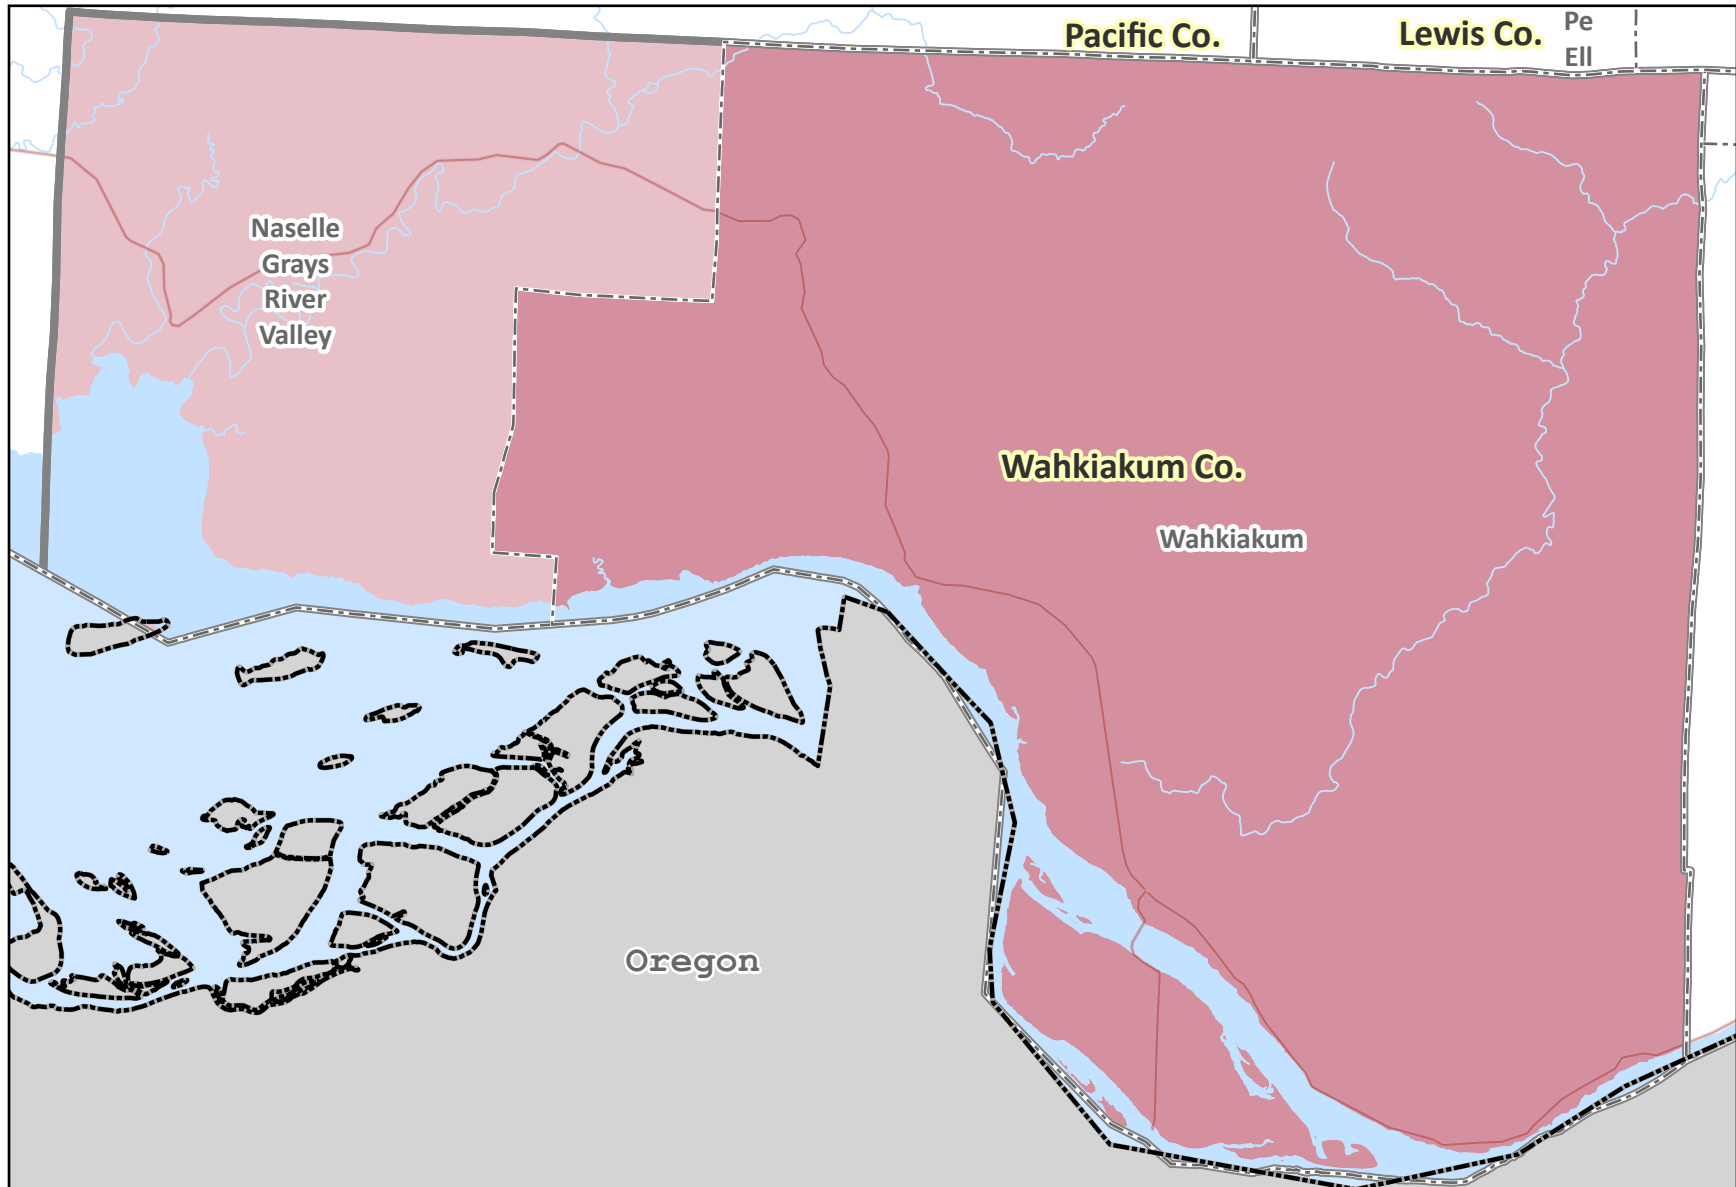 Pacific Co.
Lewis Co.
Pe
Ell
Naselle
Grays
River
Valley
Wahkiakum Co.
Wahkiakum
Oregon